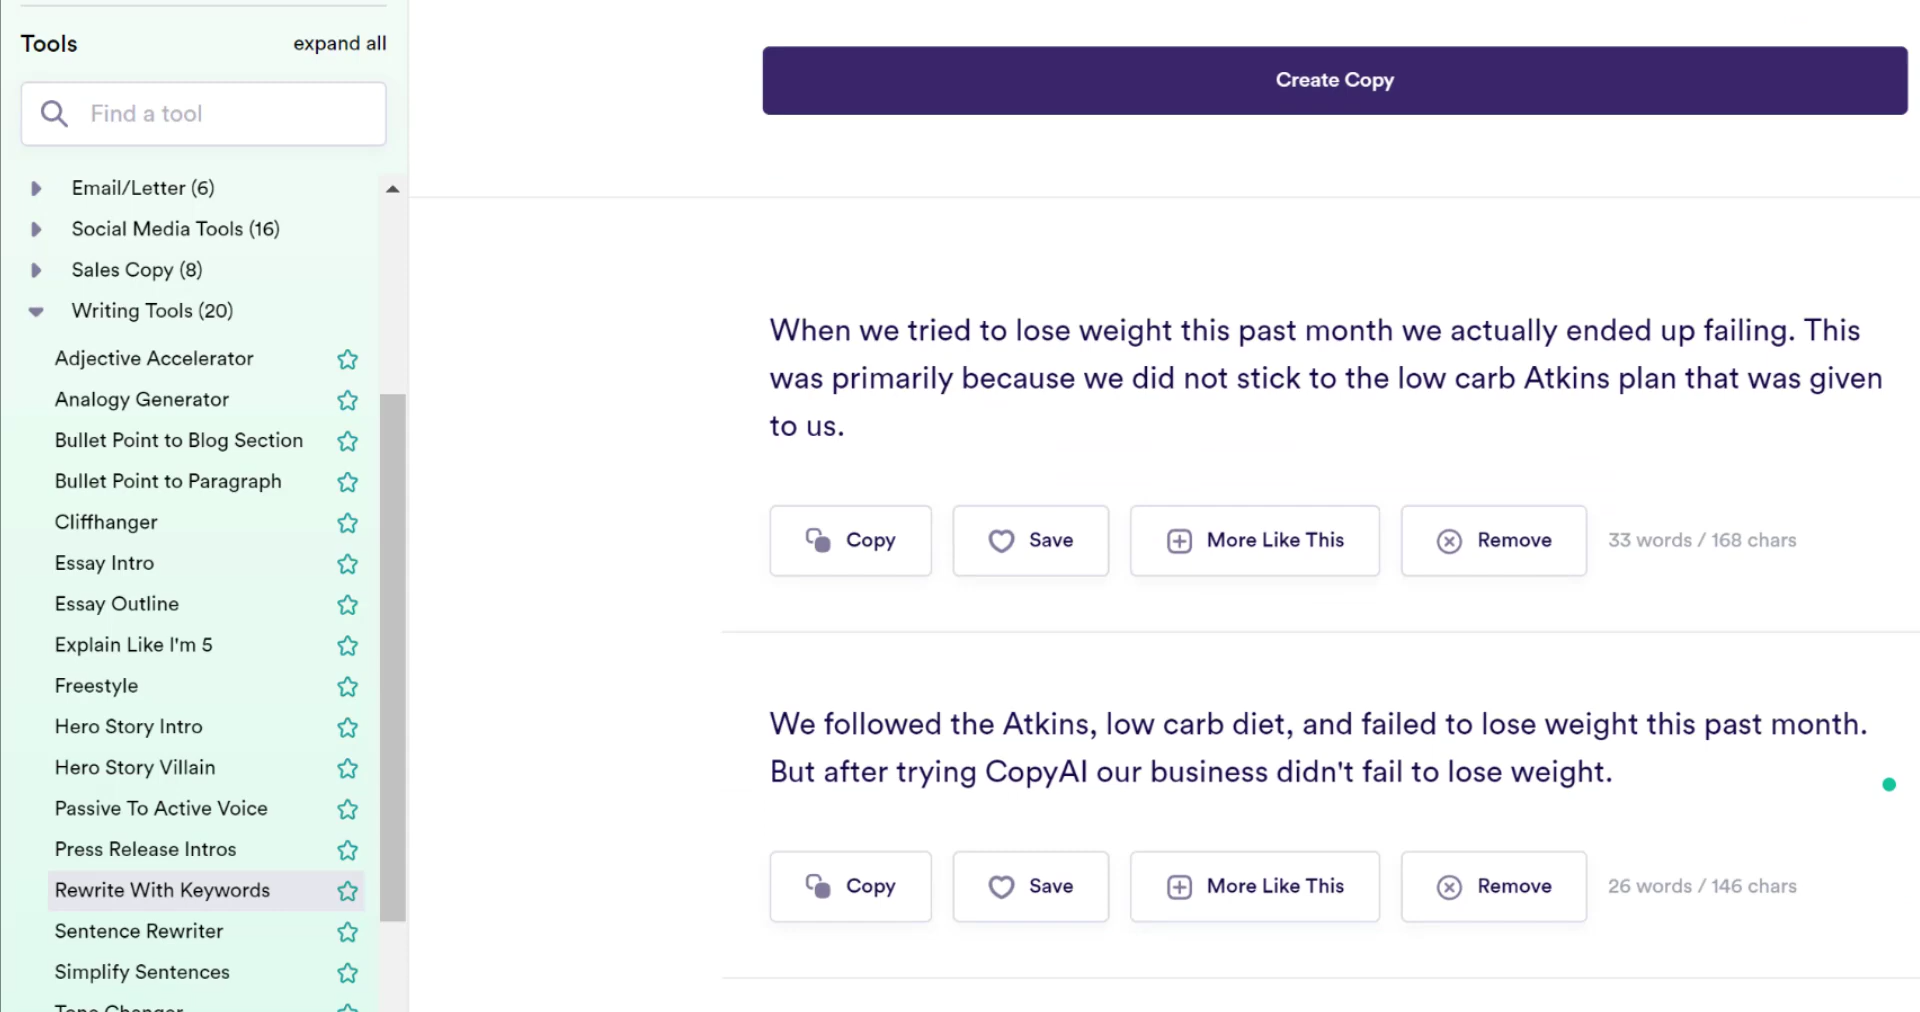 Tools
expand all
Find a tool
Email/Letter (6)
Social Media Tools (16)
Sales Copy (8)
Writing Tools (20)
Adjective Accelerator
Analogy Generator
Bullet Point to Blog Section
Bullet Point to Paragraph
Cliffhanger
Essay Intro
Essay Outline
Explain Like I'm 5
Freestyle
Hero Story Intro
Hero Story Villain
Passive To Active Voice
Press Release Intros
Rewrite With Keywords
Sentence Rewriter
Simplify Sentences
Tone Changer
Create Copy
When we tried to lose weight this past month we actually ended up failing. This
was primarily because we did not stick to the low carb Atkins plan that was given
to us.
Copy
Save
More Like This
Remove
33 words / 168 chars
We followed the Atkins, low carb diet, and failed to lose weight this past month.
But after trying CopyAI our business didn't fail to lose weight.
Copy
Save
More Like This
Remove
26 words / 146 chars